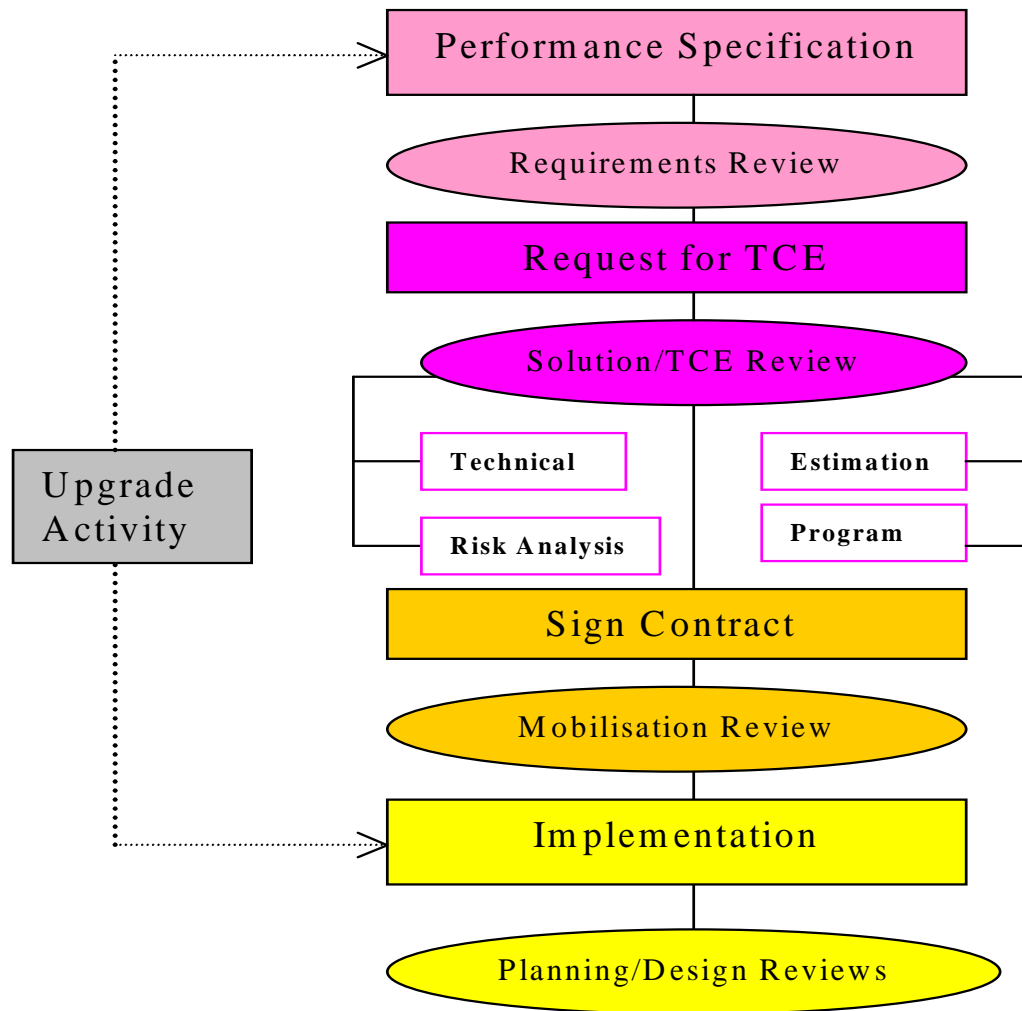 Performance Specification
Requirements Review
Request for TCE
Solution/TCE Review
Technical
Estimation
Upgrade
Activity
Risk Analysis
Program
Sign Contract
Mobilisation Review
Implementation
Planning/Design Reviews